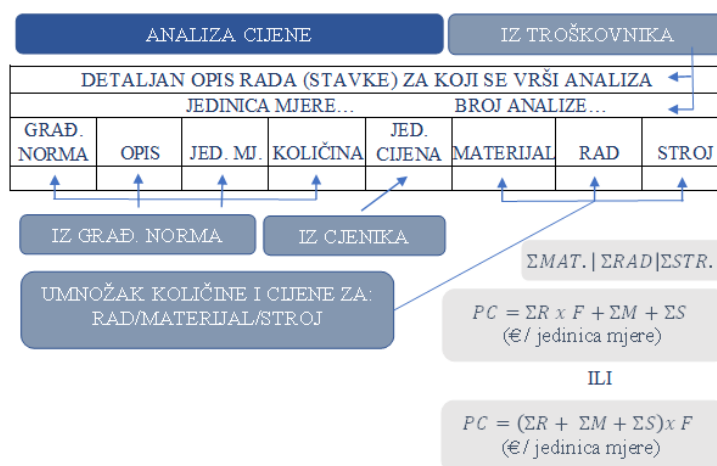 ANALIZA CIJENE
IZ TROŠKOVNIKA
DETALJAN OPIS RADA (STAVKE) ZA KOJI SE VRŠI ANALIZA
JEDINICA MJERE… BROJ ANALIZE…
GRAĐ. NORMA
OPIS
JED. MJ.
KOLIČINA
JED. CIJENA
MATERIJAL
RAD
STROJ
IZ GRAĐ. NORMA
IZ CJENIKA
UMNOŽAK KOLIČINE I CIJENE ZA:
RAD/MATERIJAL/STROJ
ΣMAT. | ΣRAD|ΣSTR.
PC = ΣR x F + ΣM + ΣS
(€/ jedinica mjere)
ILI
PC = (ΣR + ΣM + ΣS)x F
(€/ jedinica mjere)